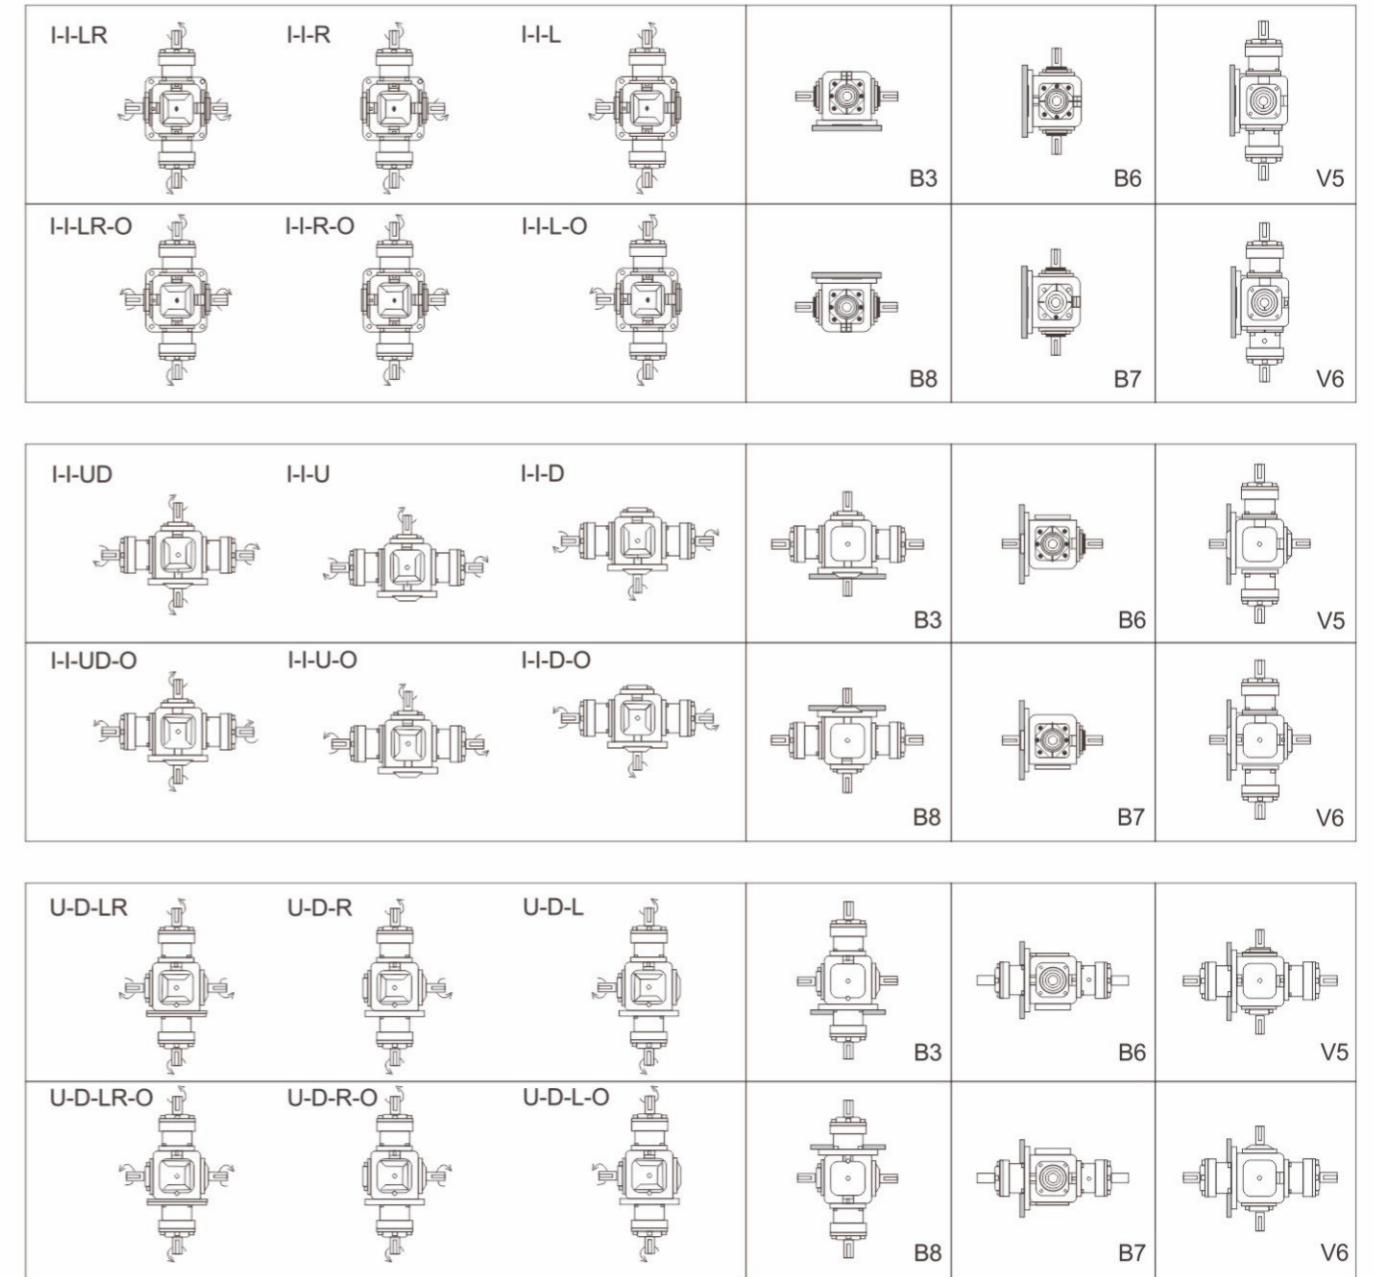 I-I-LR I-I-R I-I-L
B3 B6 V5
I-I-LR-O I-I-R-O I-I-L-O
B8 B7 V6
I-I-UD I-I-U I-I-D
B3 B6 V5
I-I-UD-O I-I-U-O I-I-D-O
B8 B7 V6
U-D-LR U-D-R U-D-L
B3 B6 V5
U-D-LR-O U-D-R-O U-D-L-O
B8 B7 V6